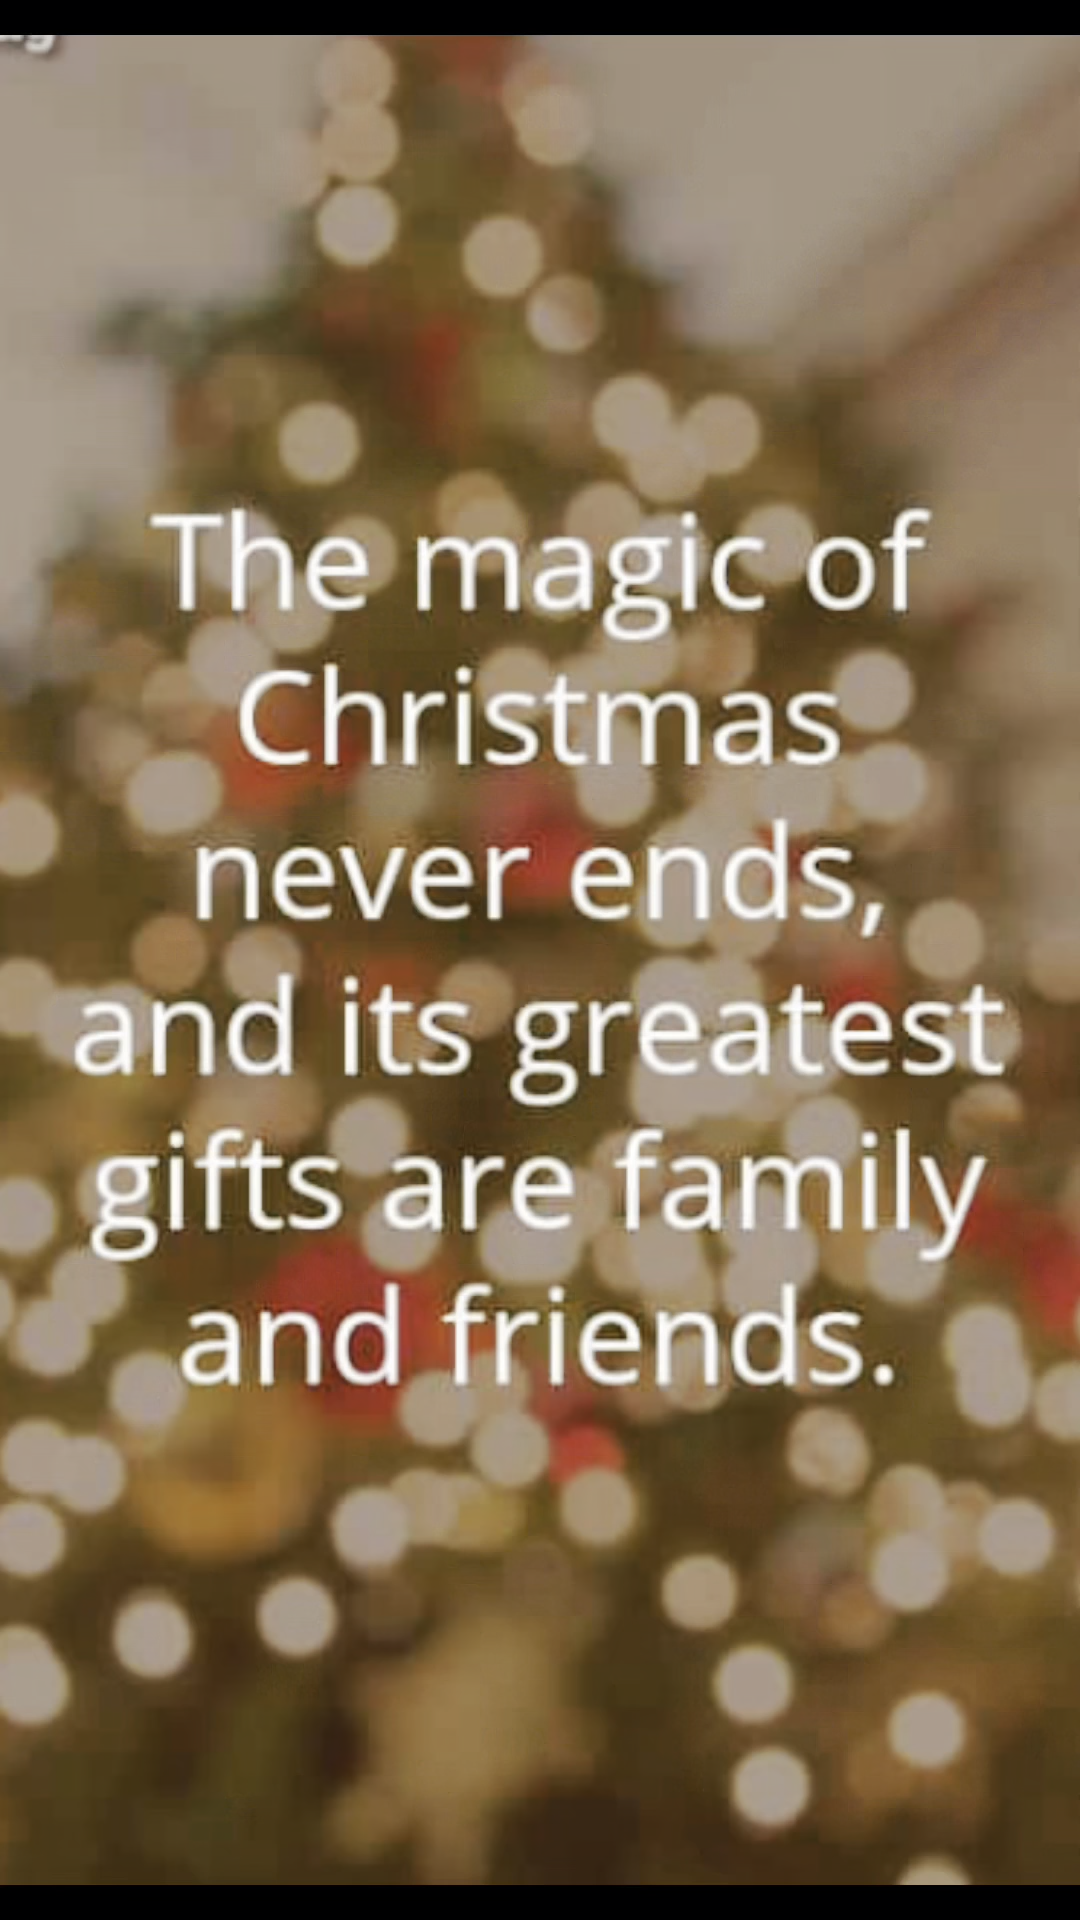 The magic of
Christmas
never ends,
and its greatest
gifts are family
and friends.